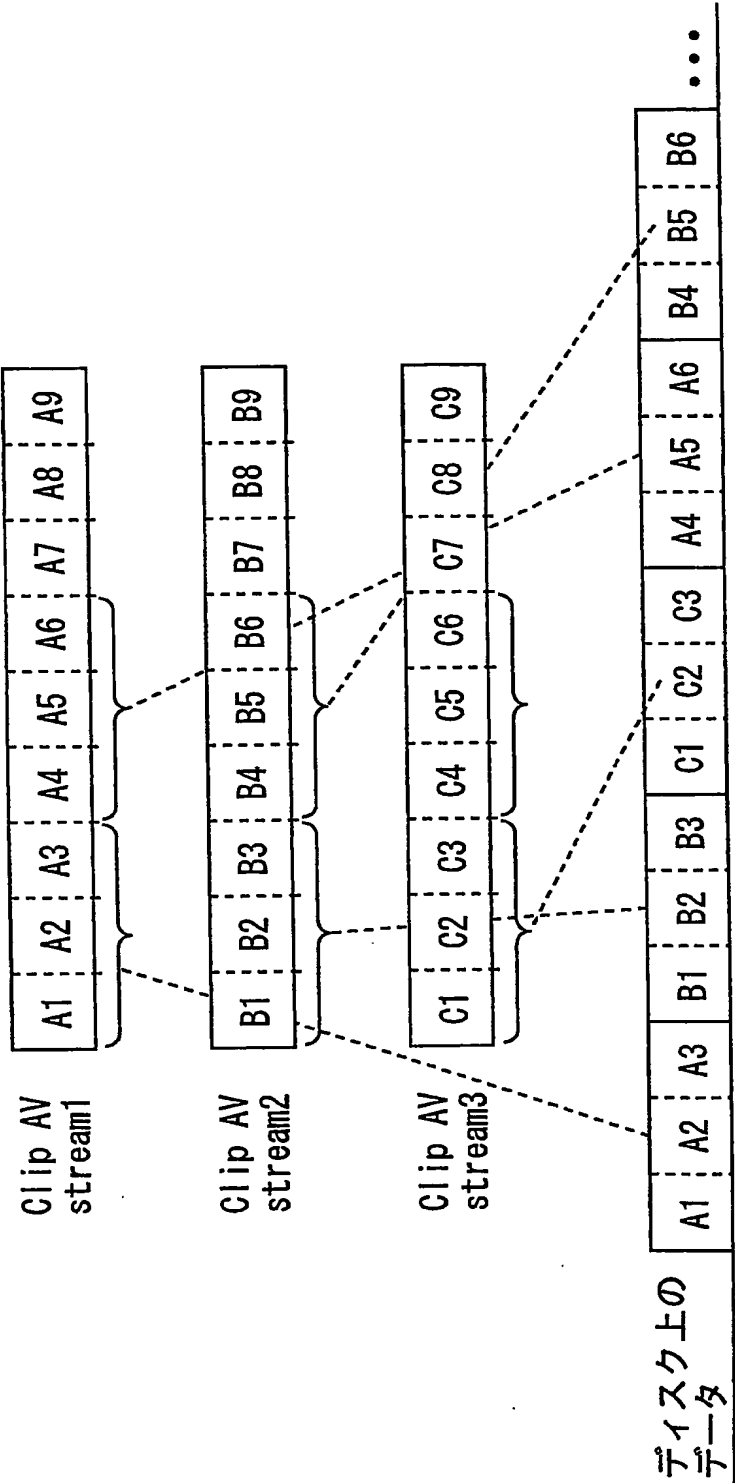 Clip AV
stream1
A1 A2 A3 A4 A5 A6 A7 A8 A9
Clip AV
stream2
B1 B2 B3 B4 B5 B6 B7 B8 B9
Clip AV
stream3
C1 C2 C3 C4 C5 C6 C7 C8 C9
ディスク上の
データ
A1 A2 A3 B1 B2 B3 C1 C2 C3 A4 A5 A6 B4 B5 B6 •••